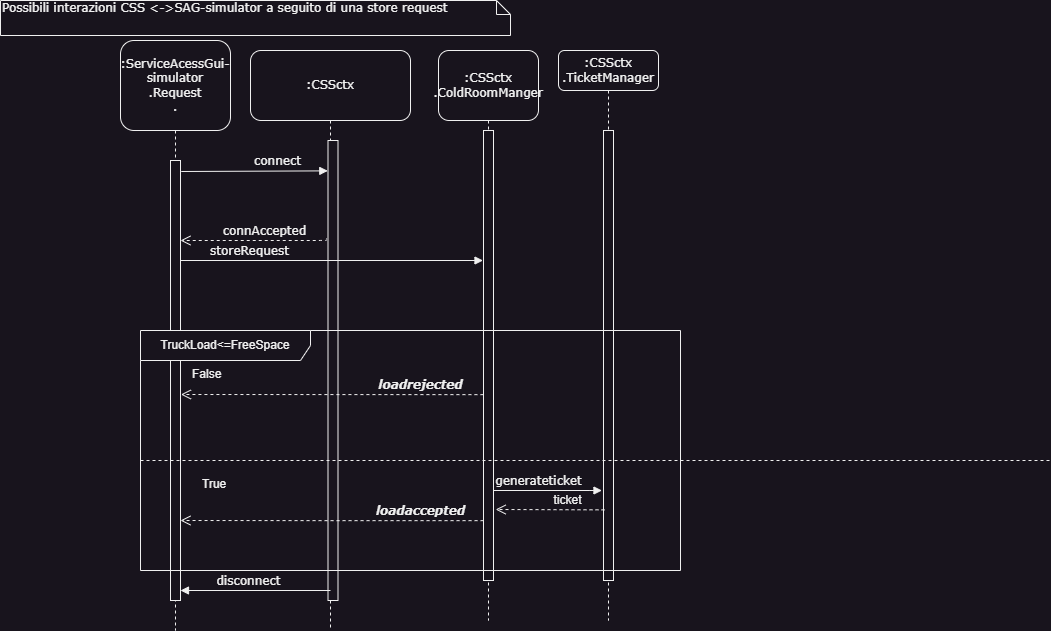 Possibili interazioni CSS <->SAG-simulator a seguito di una store request
:ServiceAcessGui-
simulator
.Request
.
:CSSctx
:CSSctx
.ColdRoomManger
:CSSctx
.TicketManager
connect
connAccepted
storeRequest
TruckLoad<=FreeSpace
False
loadrejected
True
generateticket
ticket
loadaccepted
disconnect